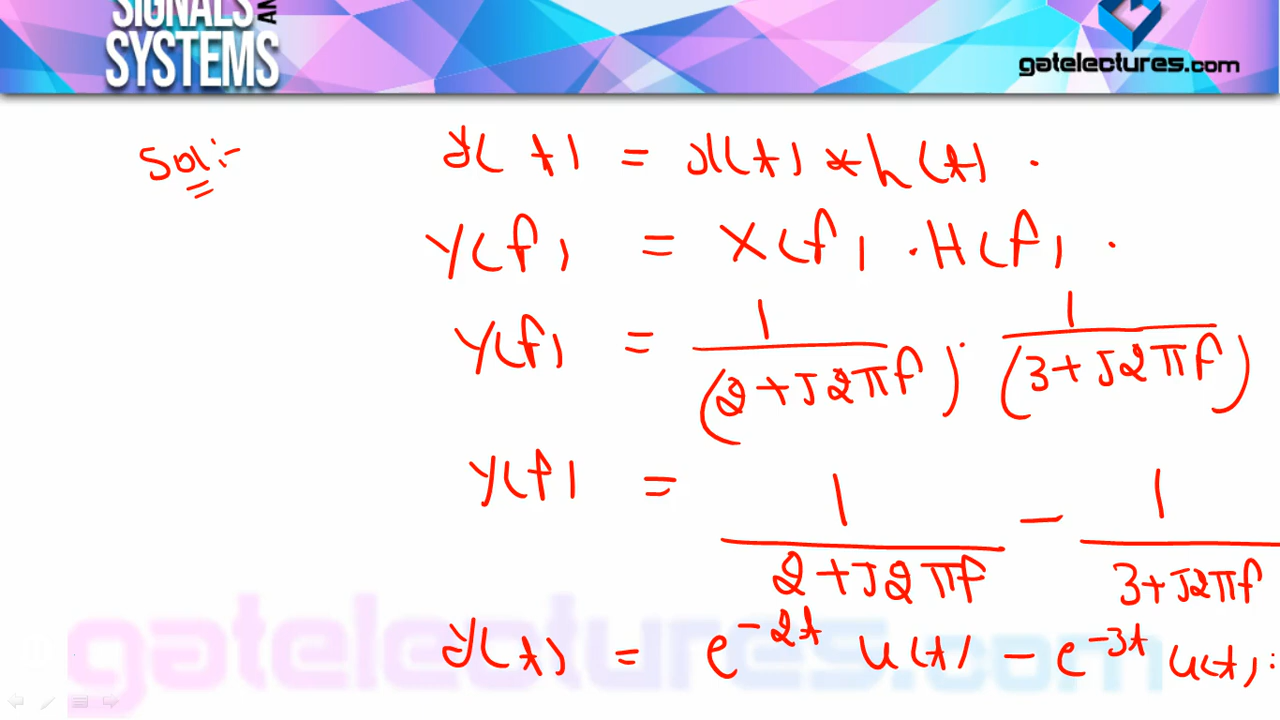 SIGNALS AND
SYSTEMS
gatelectures.com
Sol:-
y(t) = x(t) * h(t) .
Y(f) = X(f) . H(f) .
Y(f) = 1/(2+J2πf) . 1/(3+J2πf)
Y(f) = 1/2+J2πf - 1/3+J2πf
y(t) = e^-2t u(t) - e^-3t u(t) :
gatelectures.com